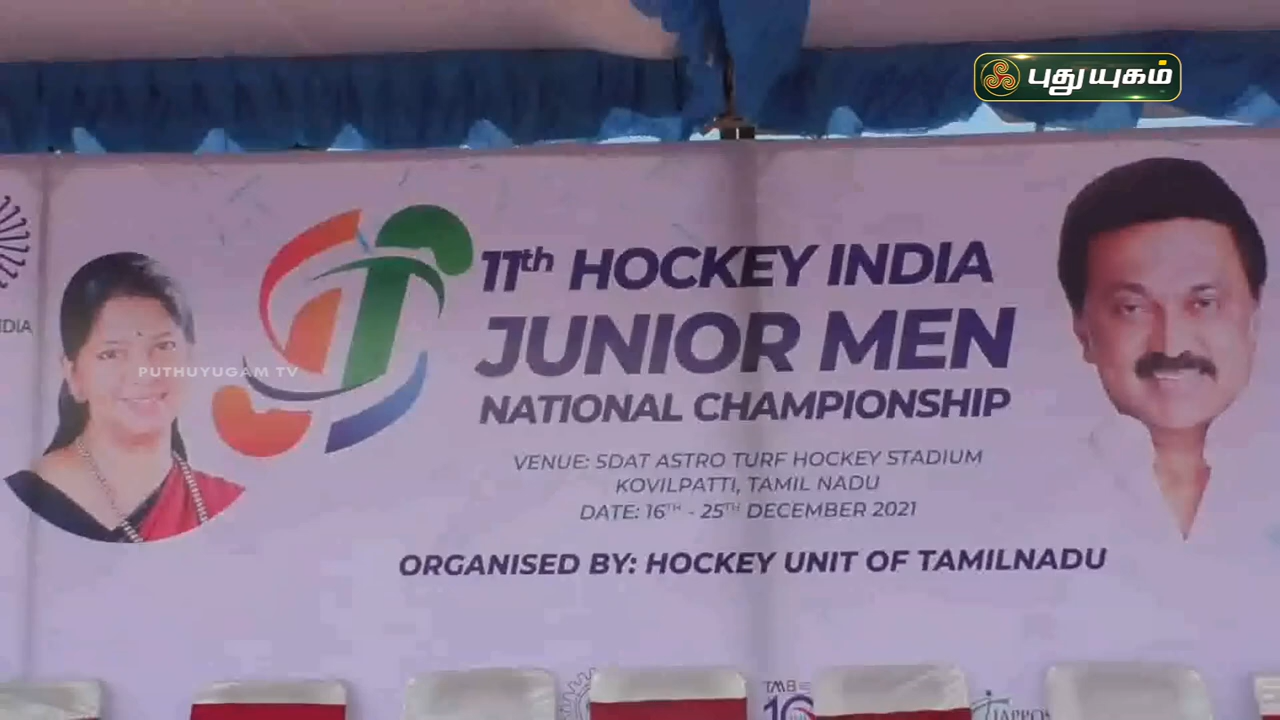 புதுயுகம்
11th HOCKEY INDIA
JUNIOR MEN
NATIONAL CHAMPIONSHIP
PUTHUYUGAM TV
VENUE: SDAT ASTRO TURF HOCKEY STADIUM
KOVILPATTI, TAMIL NADU
DATE: 16TH - 25TH DECEMBER 2021
ORGANISED BY: HOCKEY UNIT OF TAMILNADU
TMB